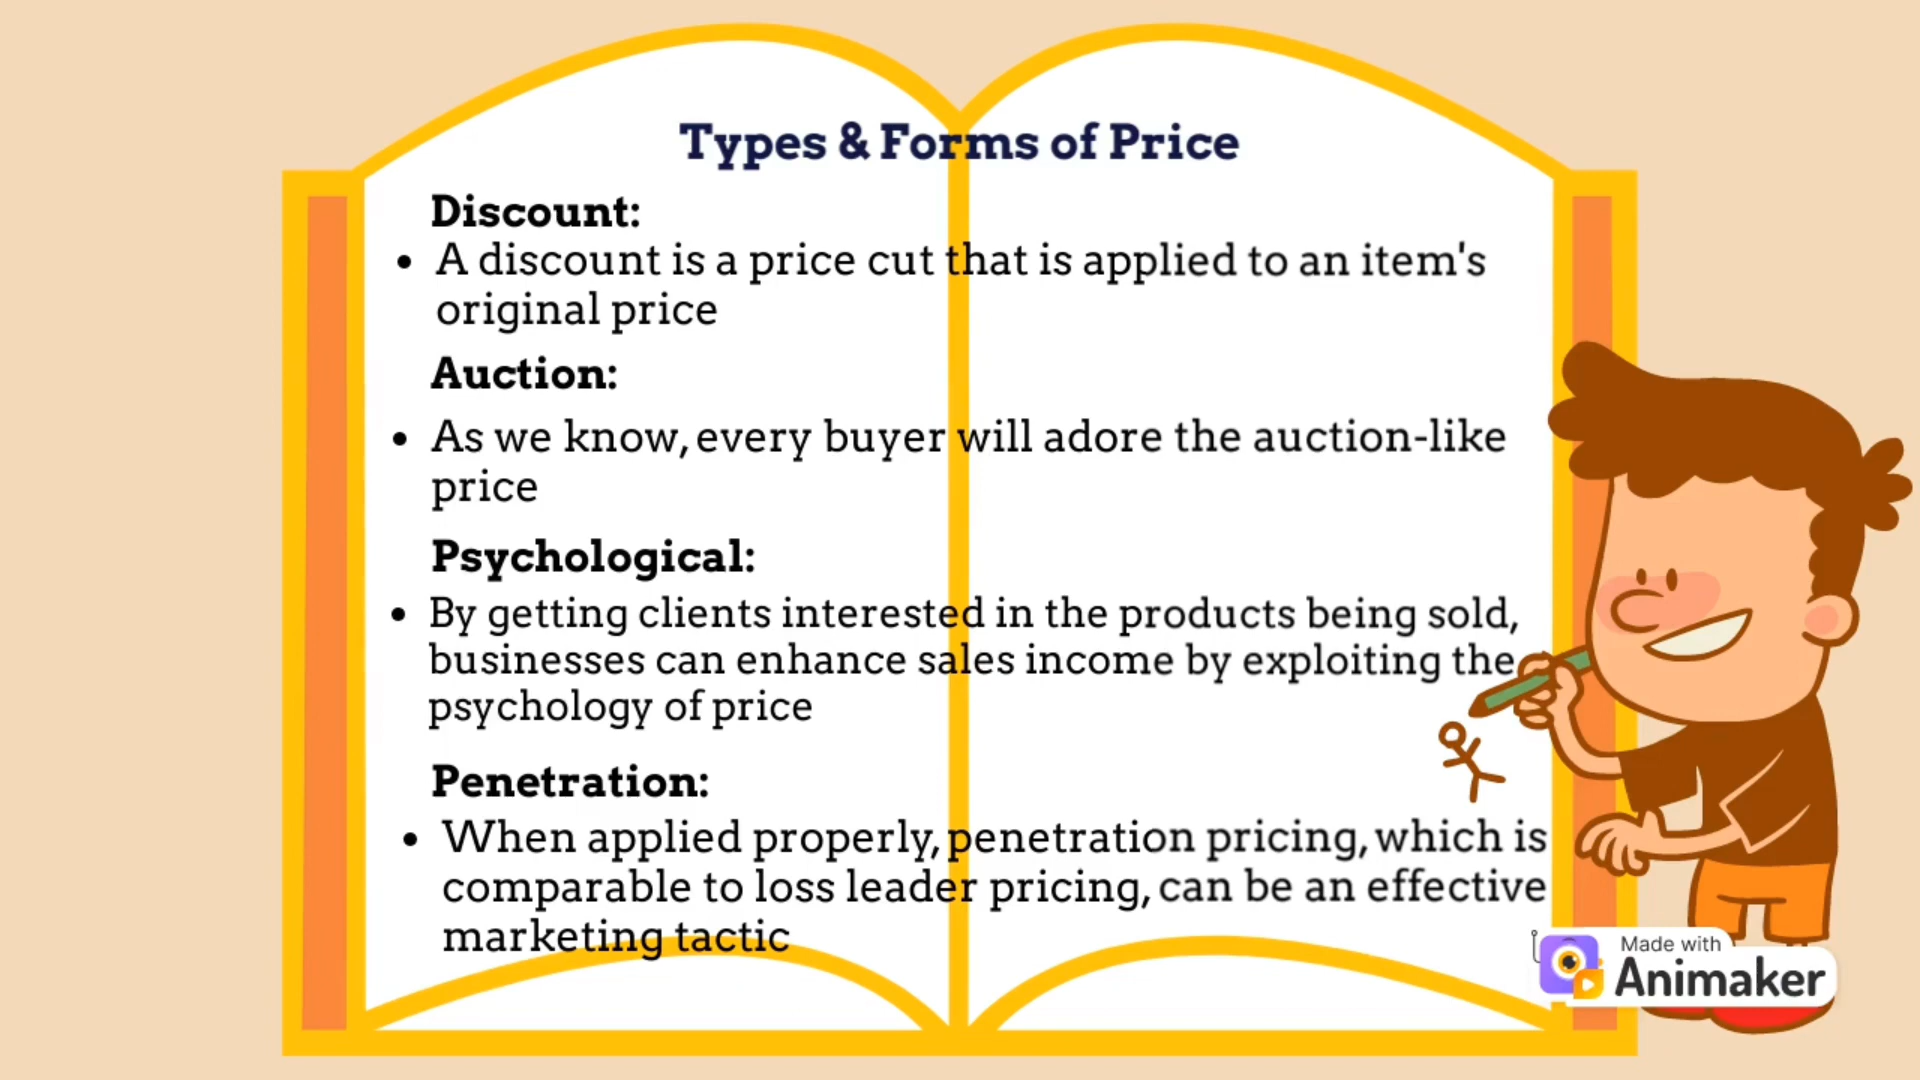 Types & Forms of Price
Discount:
• A discount is a price cut that is applied to an item's
original price
Auction:
• As we know, every buyer will adore the auction-like
price
Psychological:
• By getting clients interested in the products being sold,
businesses can enhance sales income by exploiting the
psychology of price
Penetration:
• When applied properly, penetration pricing, which is
comparable to loss leader pricing, can be an effective
marketing tactic
Made with
Animaker